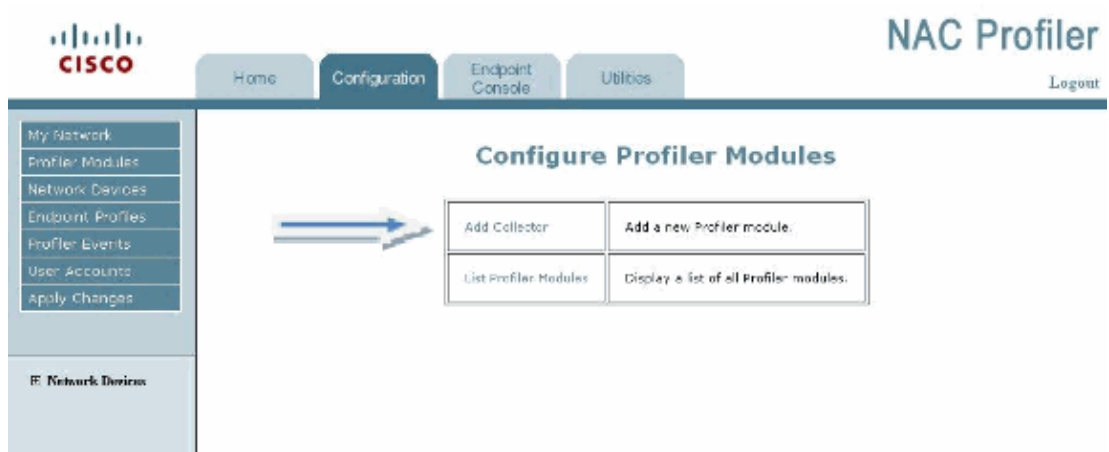 CISCO
NAC Profiler
Home
Configuration
Endpoint
Console
Utilities
Logout
My Network
Profiler Modules
Network Devices
Endpoint Profiles
Profiler Events
User Accounts
Apply Changes
Network Devices
Configure Profiler Modules
Add Collector
Add a new Profiler module.
List Profiler Modules
Display a list of all Profiler modules.